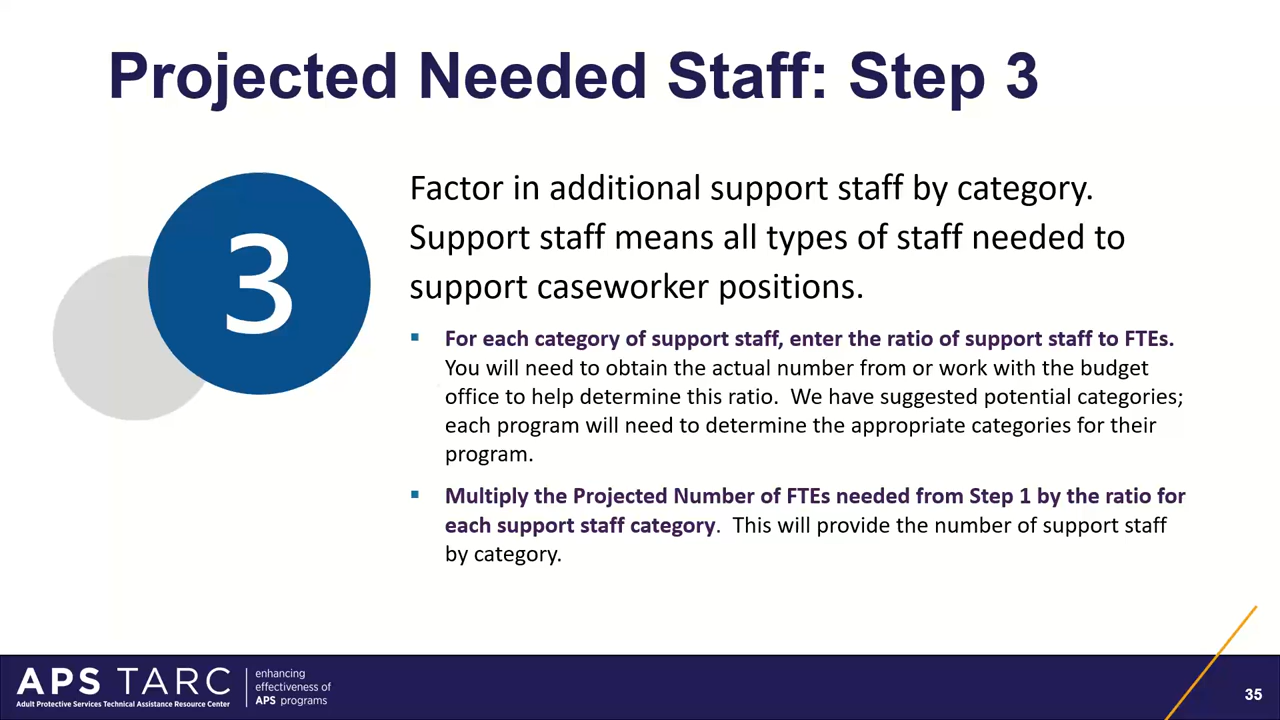 Projected Needed Staff: Step 3
3
Factor in additional support staff by category.
Support staff means all types of staff needed to
support caseworker positions.
▪ For each category of support staff, enter the ratio of support staff to FTEs.
You will need to obtain the actual number from or work with the budget
office to help determine this ratio.  We have suggested potential categories;
each program will need to determine the appropriate categories for their
program.
▪ Multiply the Projected Number of FTEs needed from Step 1 by the ratio for
each support staff category.  This will provide the number of support staff
by category.
APS TARC
Adult Protective Services Technical Assistance Resource Center
enhancing
effectiveness of
APS programs
35